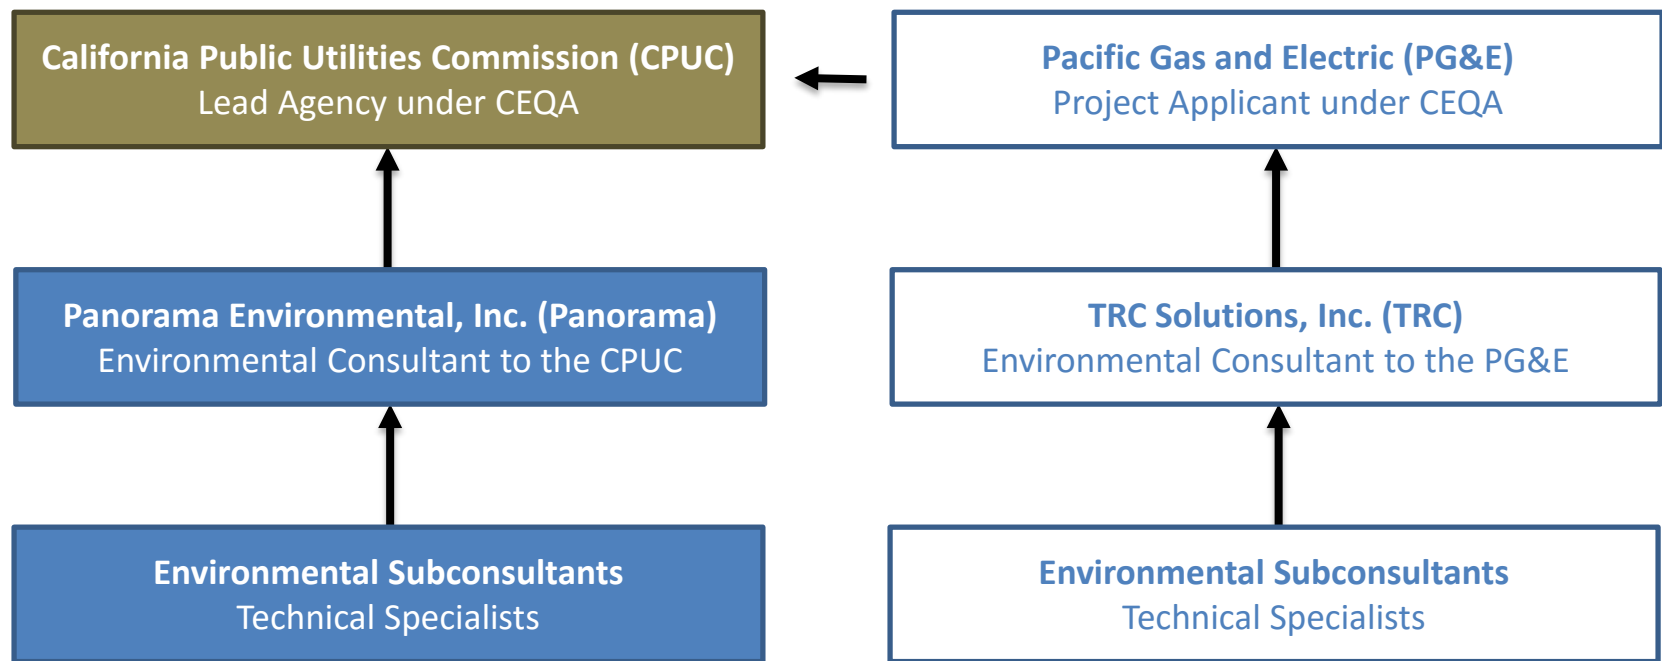 California Public Utilities Commission (CPUC)
Lead Agency under CEQA
Pacific Gas and Electric (PG&E)
Project Applicant under CEQA
Panorama Environmental, Inc. (Panorama)
Environmental Consultant to the CPUC
TRC Solutions, Inc. (TRC)
Environmental Consultant to the PG&E
Environmental Subconsultants
Technical Specialists
Environmental Subconsultants
Technical Specialists